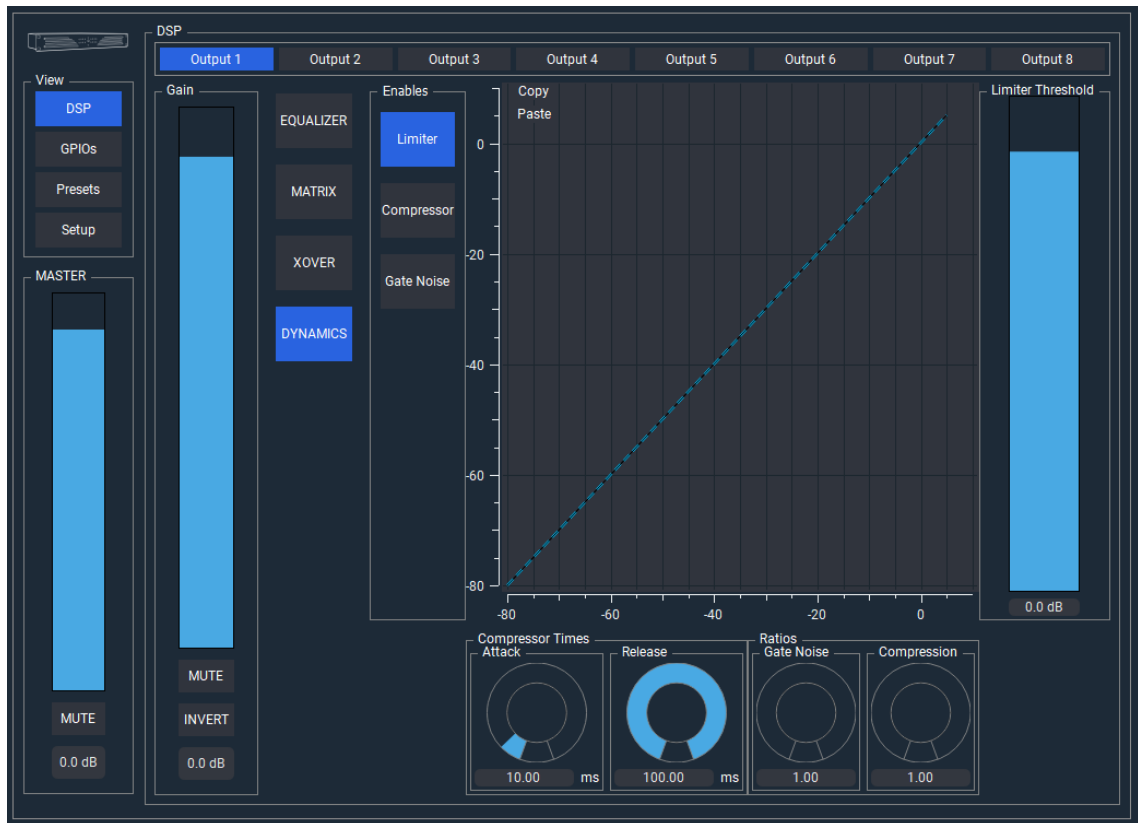 DSP
Output 1
Output 2
Output 3
Output 4
Output 5
Output 6
Output 7
Output 8
View
DSP
GPIOs
Presets
Setup
MASTER
MUTE
0.0 dB
Gain
MUTE
INVERT
0.0 dB
EQUALIZER
MATRIX
XOVER
DYNAMICS
Enables
Limiter
Compressor
Gate Noise
Copy
Paste
0
-20
-40
-60
-80
-80
-60
-40
-20
0
Limiter Threshold
0.0 dB
Compressor Times
Attack
10.00 ms
Release
100.00 ms
Ratios
Gate Noise
1.00
Compression
1.00